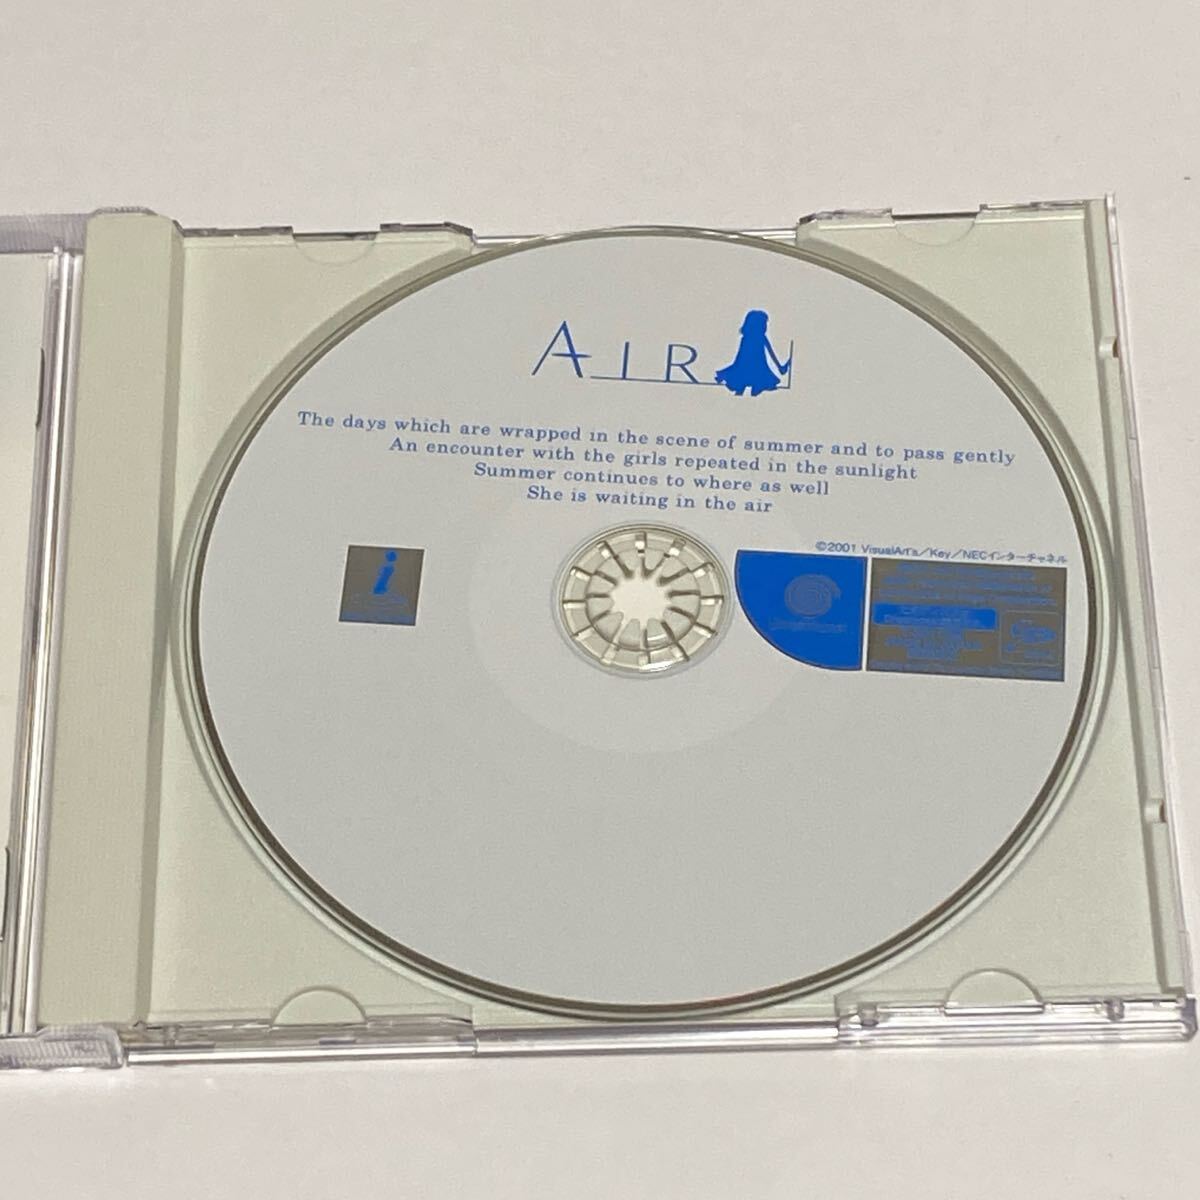 AIR
The days which are wrapped in the scene of summer and to pass gently
An encounter with the girls repeated in the sunlight
Summer continues to where as well
She is waiting in the air
©2001 VisualArt's／Key／NECインターチャネル
i
Dreamcast